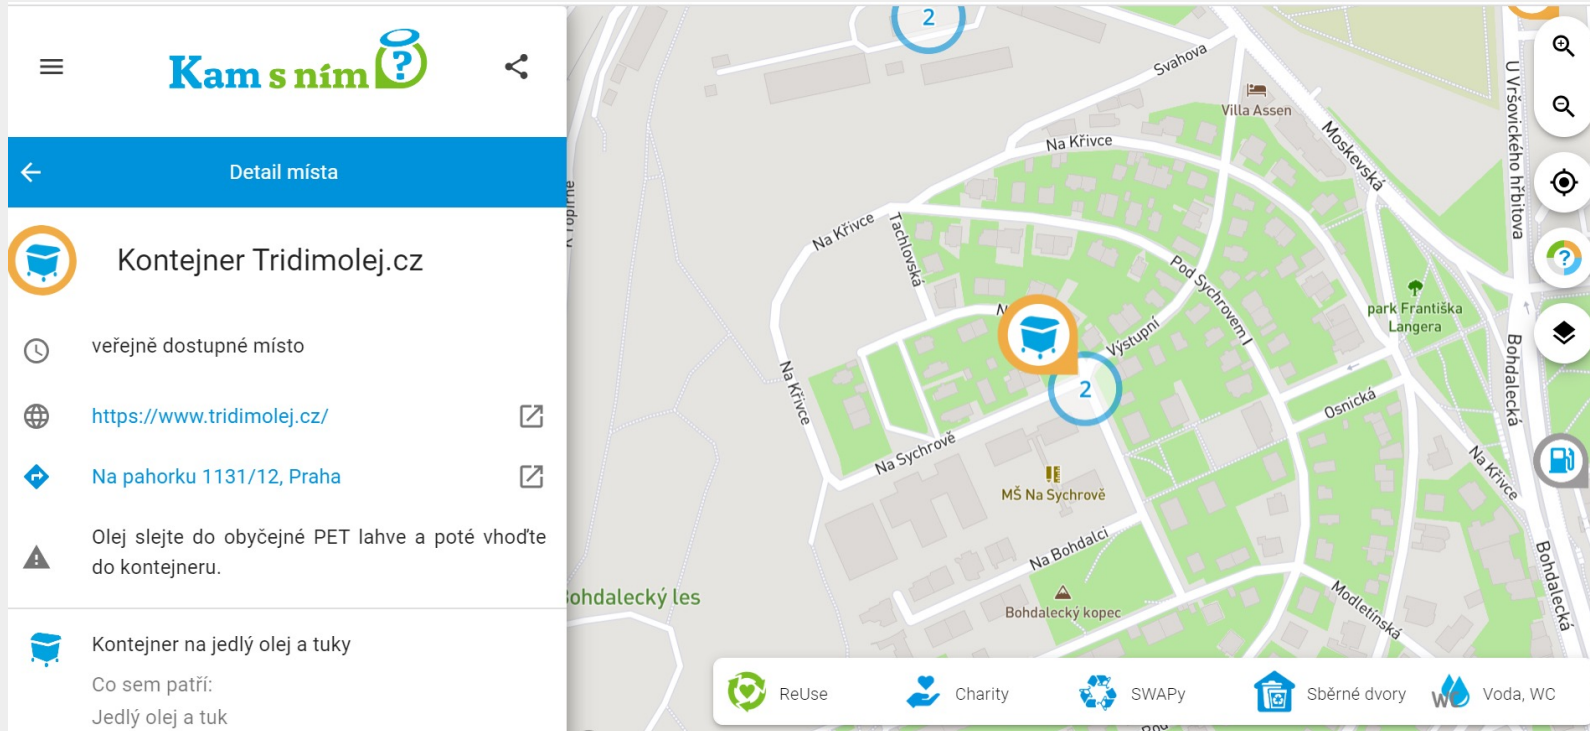 Kam s ním ?
Detail místa
Kontejner Tridimolej.cz
veřejně dostupné místo
https://www.tridimolej.cz/
Na pahorku 1131/12, Praha
Olej slejte do obyčejné PET lahve a poté vhoďte
do kontejneru.
Kontejner na jedlý olej a tuky
Co sem patří:
Jedlý olej a tuk
2
Svahova
Villa Assen
U Vršovického hřbitova
Moskevská
Na Křivce
Na Křivce
Tachlovská
Pod Sychrovem I
park Františka
Langera
Výstupní
2
Na Křivce
Bohdalecká
Osnická
Na Sychrově
Na Křivce
MŠ Na Sychrově
Na Bohdalci
Bohdalecká
Bohdalecký kopec
Modletínská
ReUse
Charity
SWAPy
Sběrné dvory
WC
Voda, WC